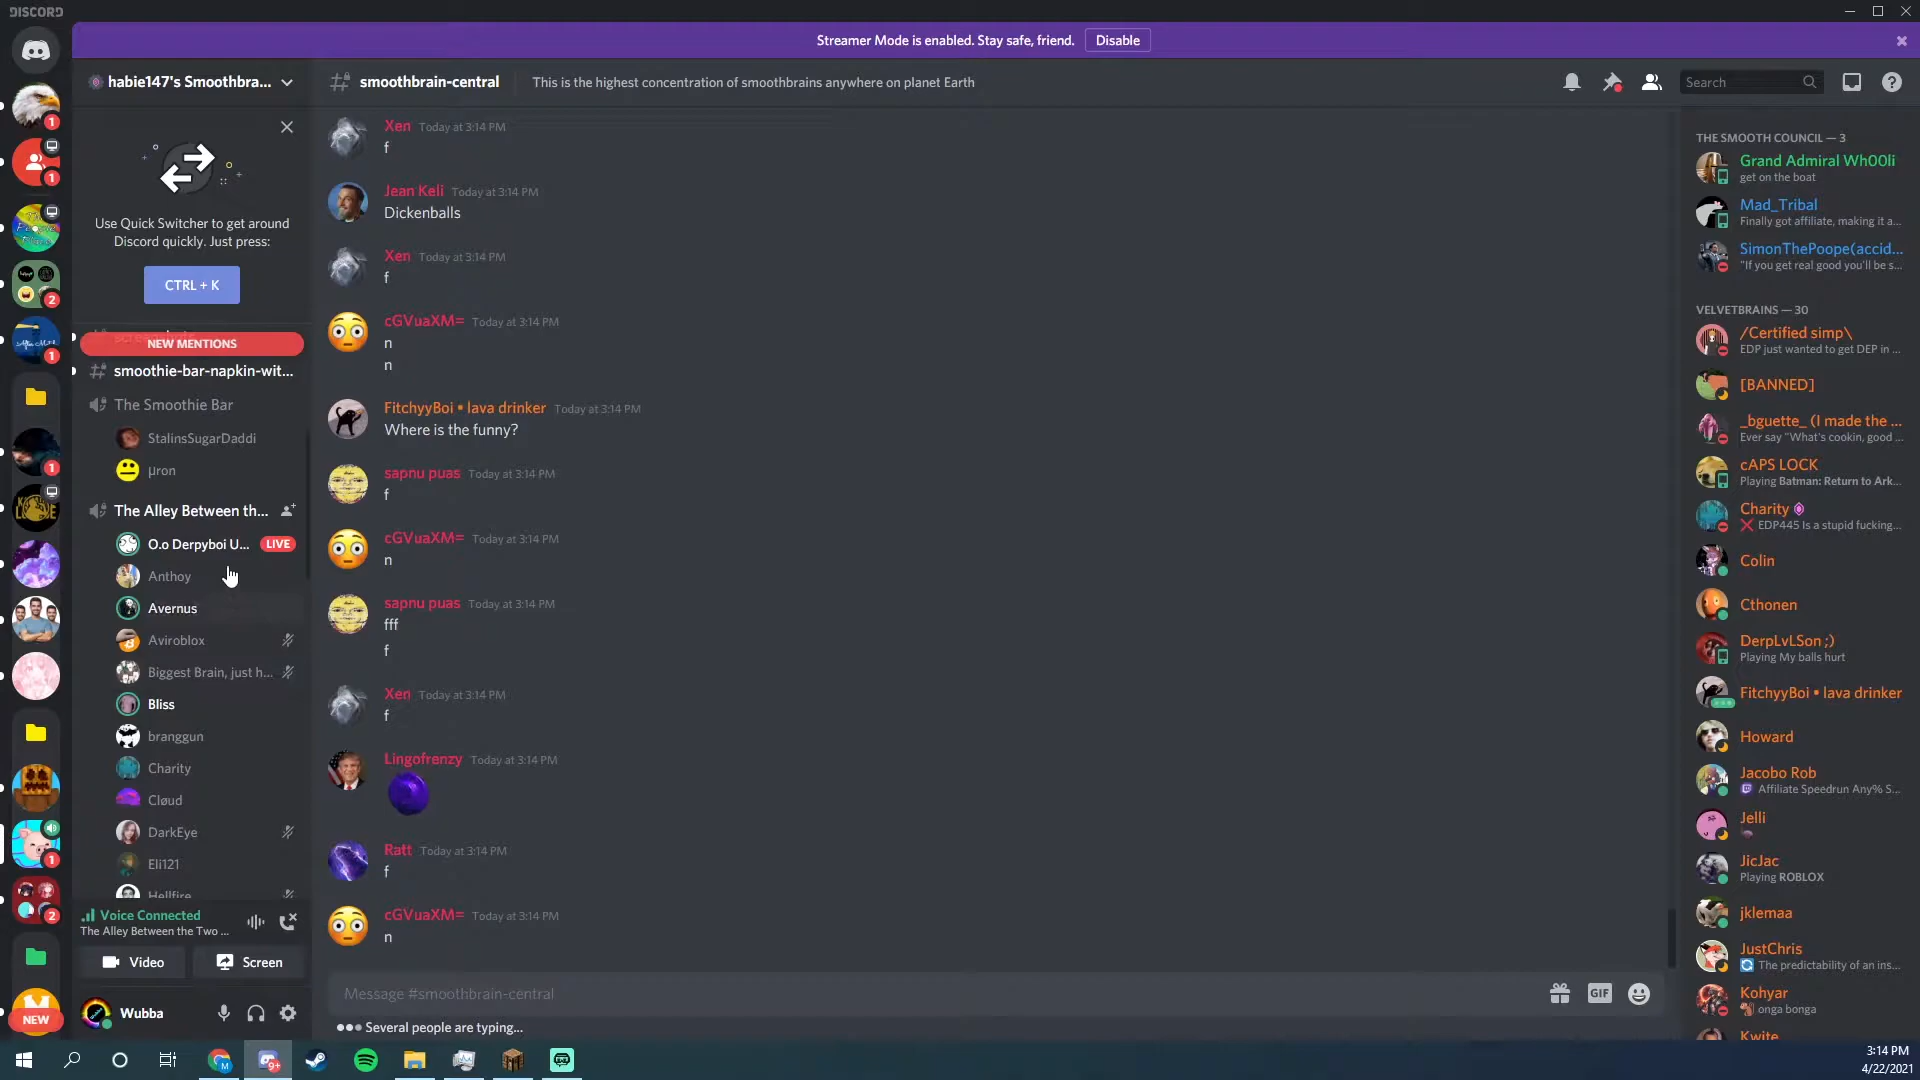 DISCORD
Streamer Mode is enabled. Stay safe, friend.
Disable
habie147's Smoothbra...
smoothbrain-central
This is the highest concentration of smoothbrains anywhere on planet Earth
Search
Use Quick Switcher to get around
Discord quickly. Just press:
CTRL + K
NEW MENTIONS
smoothie-bar-napkin-wit...
The Smoothie Bar
StalinsSugarDaddi
μron
The Alley Between th...
O.o Derpyboi U...
LIVE
Anthoy
Avernus
Aviroblox
Biggest Brain, just h...
Bliss
branggun
Charity
Cløud
DarkEye
Eli121
Hellfire
Voice Connected
The Alley Between the Two ...
Video
Screen
Wubba
NEW
Xen Today at 3:14 PM
f
Jean Keli Today at 3:14 PM
Dickenballs
Xen Today at 3:14 PM
f
cGVuaXM= Today at 3:14 PM
n
n
FitchyyBoi • lava drinker Today at 3:14 PM
Where is the funny?
sapnu puas Today at 3:14 PM
f
cGVuaXM= Today at 3:14 PM
n
sapnu puas Today at 3:14 PM
fff
f
Xen Today at 3:14 PM
f
Lingofrenzy Today at 3:14 PM
Ratt Today at 3:14 PM
f
cGVuaXM= Today at 3:14 PM
n
Message #smoothbrain-central
GIF
Several people are typing...
THE SMOOTH COUNCIL — 3
Grand Admiral Wh00li
get on the boat
Mad_Tribal
Finally got affiliate, making it a...
SimonThePoope(accid...
"If you get real good you'll be s...
VELVETBRAINS — 30
/Certified simp\
EDP just wanted to get DEP in ...
[BANNED]
_bguette_ (I made the ...
Ever say "What's cookin, good ...
cAPS LOCK
Playing Batman: Return to Ark...
Charity
EDP445 Is a stupid fucking...
Colin
Cthonen
DerpLvLSon ;)
Playing My balls hurt
FitchyyBoi • lava drinker
Howard
Jacobo Rob
Affiliate Speedrun Any% S...
Jelli
JicJac
Playing ROBLOX
jklemaa
JustChris
The predictability of an ins...
Kohyar
onga bonga
Kwite
3:14 PM
4/22/2021